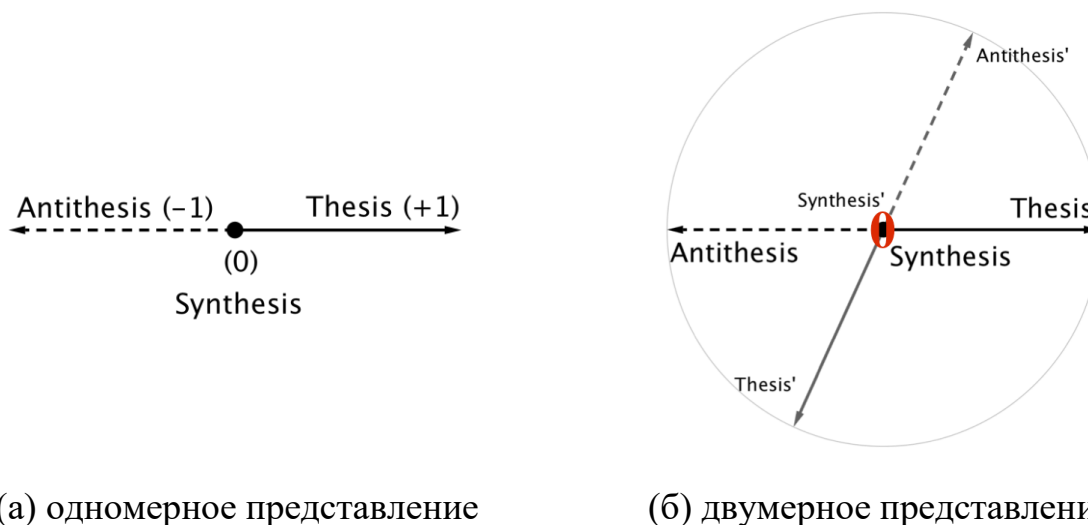 Antithesis (-1)
Thesis (+1)
(0)
Synthesis
Antithesis'
Synthesis'
Thesis
Antithesis
Synthesis
Thesis'
(а) одномерное представление
(б) двумерное представлени